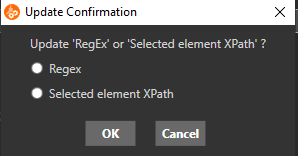 Update Confirmation
Update 'RegEx' or 'Selected element XPath' ?
Regex
Selected element XPath
OK
Cancel